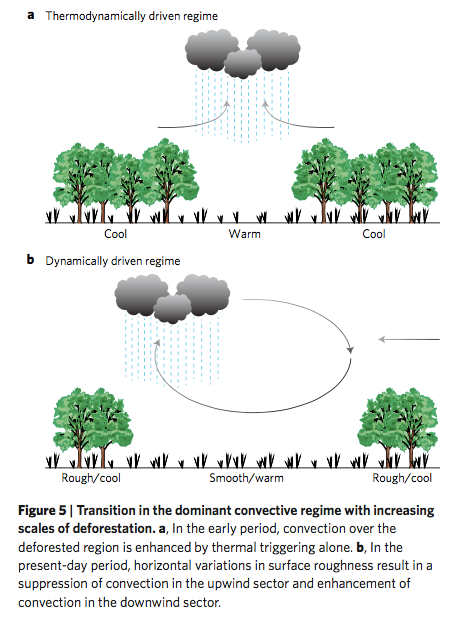 a Thermodynamically driven regime
Cool Warm Cool
b Dynamically driven regime
Rough/cool Smooth/warm Rough/cool
Figure 5 | Transition in the dominant convective regime with increasing
scales of deforestation. a, In the early period, convection over the
deforested region is enhanced by thermal triggering alone. b, In the
present-day period, horizontal variations in surface roughness result in a
suppression of convection in the upwind sector and enhancement of
convection in the downwind sector.